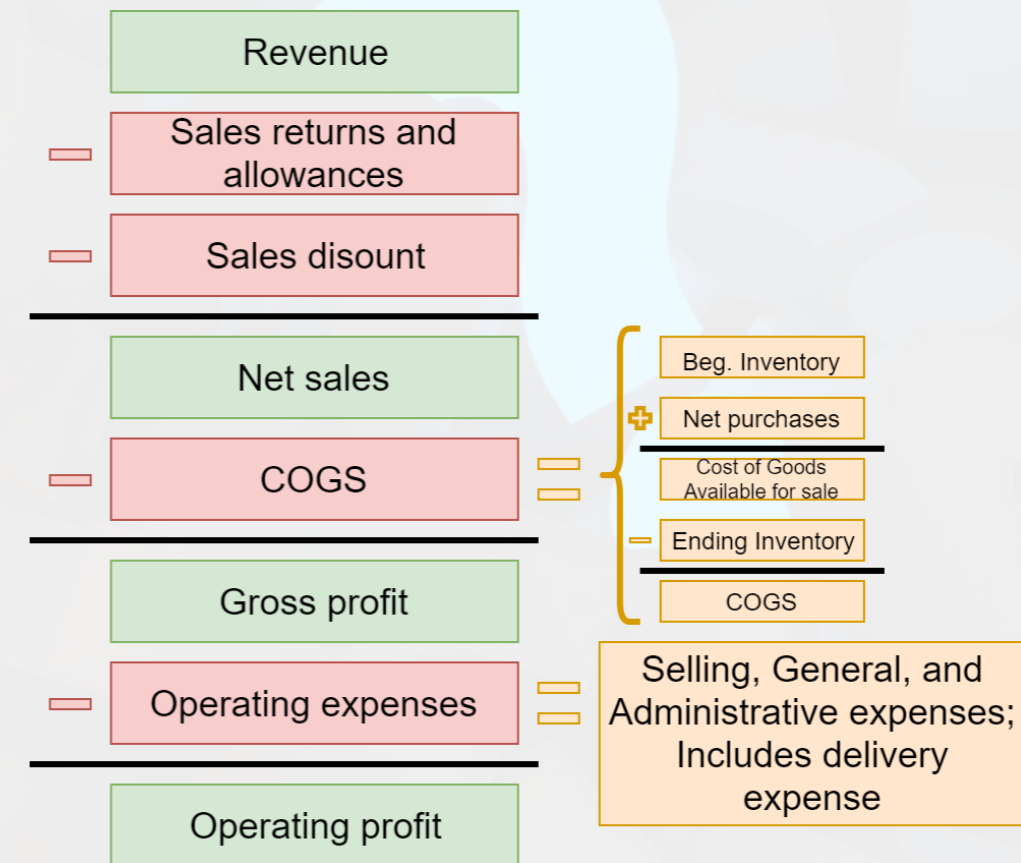 Revenue
Sales returns and
allowances
Sales disount
Net sales
COGS
Gross profit
Operating expenses
Operating profit
Beg. Inventory
Net purchases
Cost of Goods
Available for sale
Ending Inventory
COGS
Selling, General, and
Administrative expenses;
Includes delivery
expense